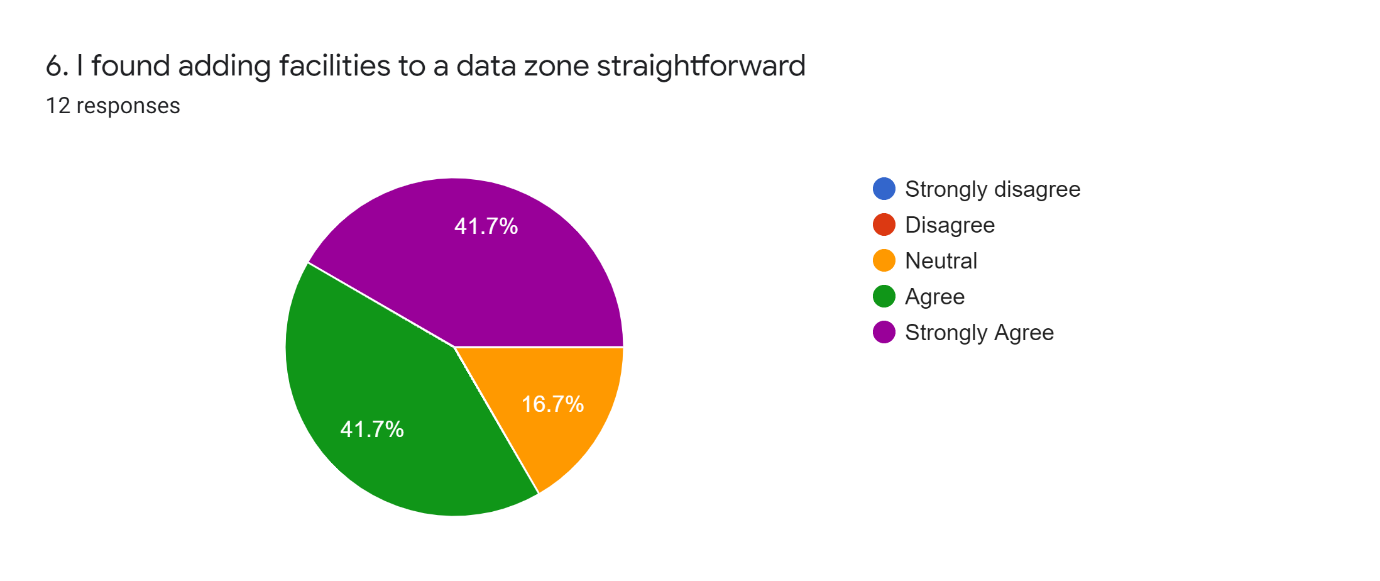 6. I found adding facilities to a data zone straightforward
12 responses
41.7%
16.7%
41.7%
Strongly disagree
Disagree
Neutral
Agree
Strongly Agree